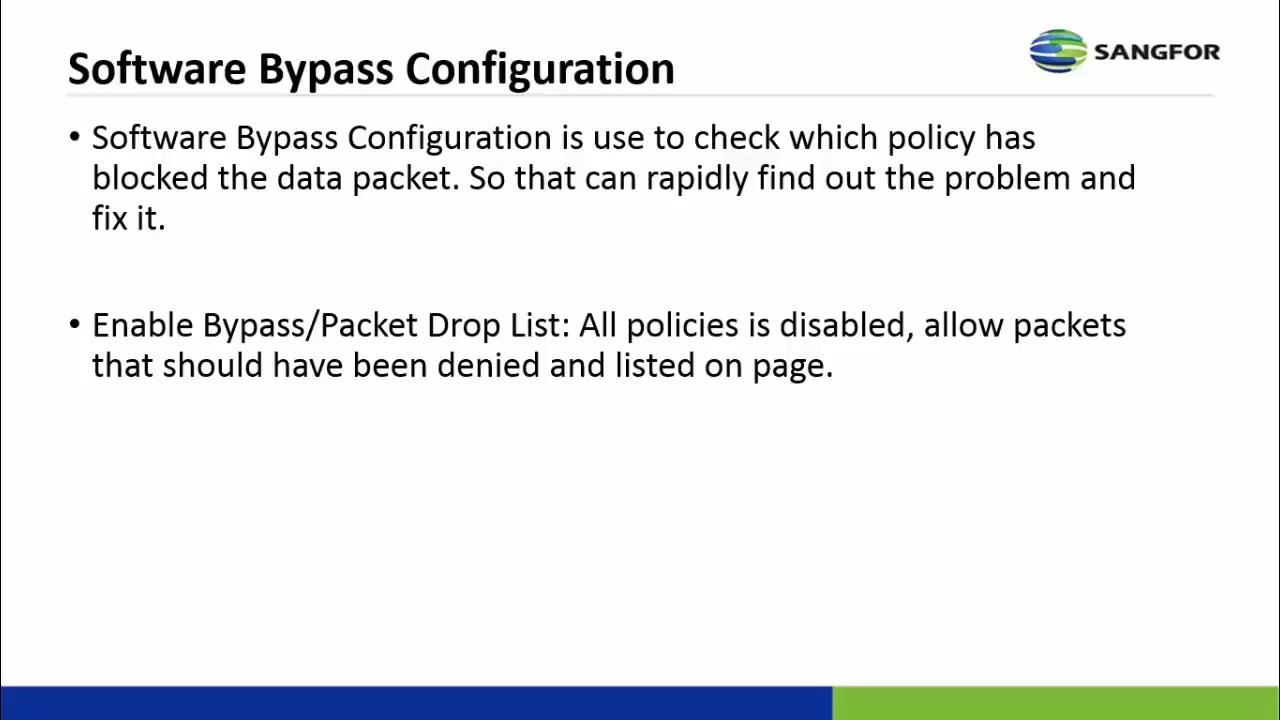 Software Bypass Configuration
SANGFOR
• Software Bypass Configuration is use to check which policy has
blocked the data packet. So that can rapidly find out the problem and
fix it.
• Enable Bypass/Packet Drop List: All policies is disabled, allow packets
that should have been denied and listed on page.